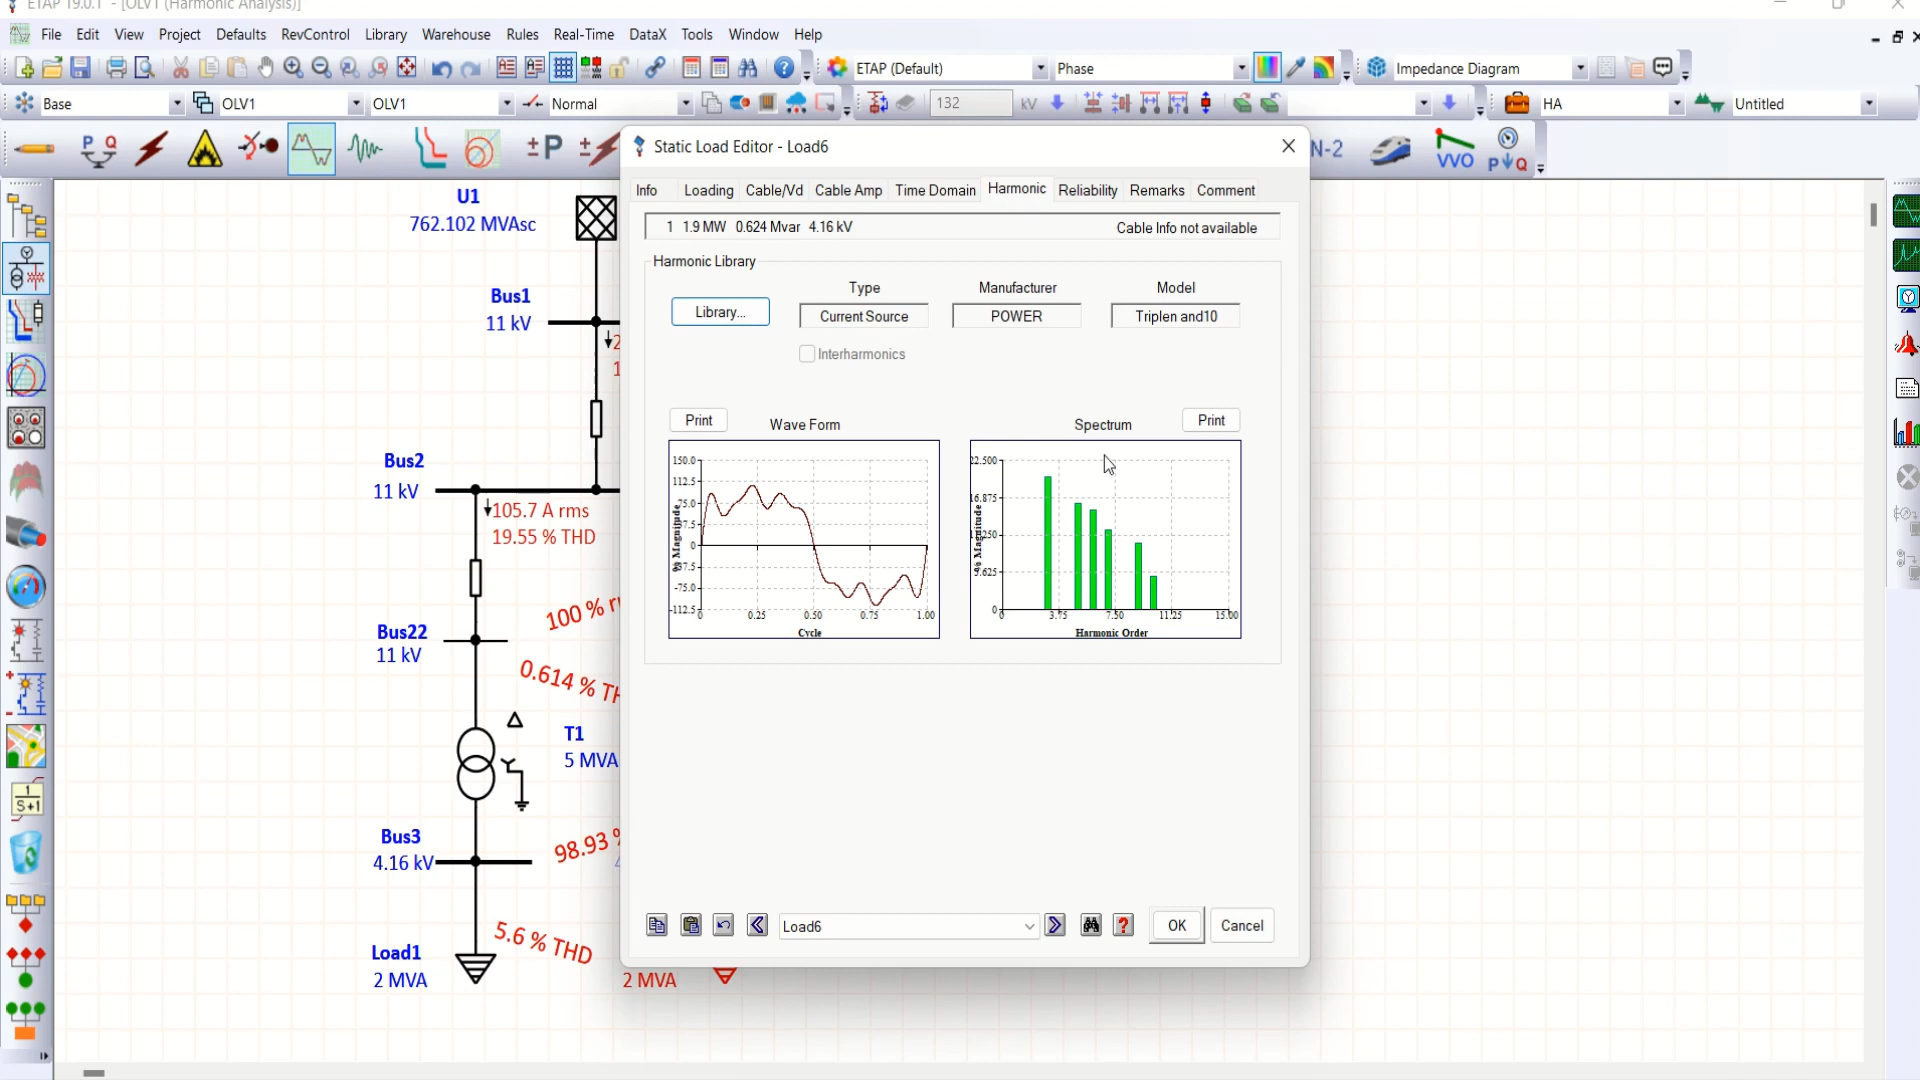 ETAP 19.0.1 - [OLV1 (Harmonic Analysis)]
File Edit View Project Defaults RevControl Library Warehouse Rules Real-Time DataX Tools Window Help
ETAP (Default) Phase Impedance Diagram
Base OLV1 OLV1 Normal 132 kV HA Untitled
P Q ± P ± N-2 VVO P Q
Static Load Editor - Load6
Info Loading Cable/Vd Cable Amp Time Domain Harmonic Reliability Remarks Comment
1 1.9 MW 0.624 Mvar 4.16 kV Cable Info not available
Harmonic Library
Type Manufacturer Model
Library... Current Source POWER Triplen and10
Interharmonics
Print Wave Form Spectrum Print
150.0
112.5
75.0
0
-75.0
-112.5
% Magnitude
0 0.25 0.50 0.75 1.00
Cycle
22.500
16.875
5.625
0
% Magnitude
0 3.75 7.50 11.25 15.00
Harmonic Order
Load6 OK Cancel
U1
762.102 MVAsc
Bus1
11 kV
Bus2
11 kV
105.7 A rms
19.55 % THD
100 %
Bus22
11 kV
0.614 %
T1
5 MVA
Bus3
4.16 kV
98.93
5.6 % THD
Load1
2 MVA
2 MVA
1
S+1